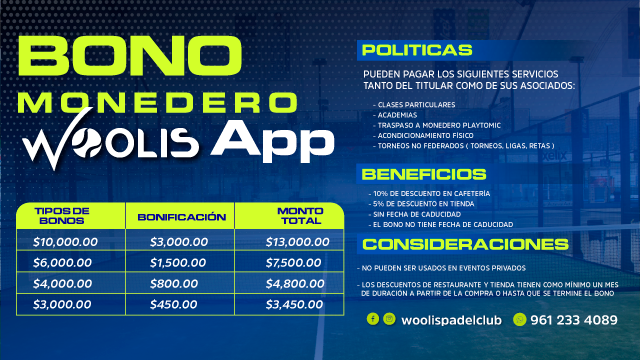 BONO
MONEDERO
WOOLIS App
TIPOS DE BONOS BONIFICACIÓN MONTO TOTAL
$10,000.00 $3,000.00 $13,000.00
$6,000.00 $1,500.00 $7,500.00
$4,000.00 $800.00 $4,800.00
$3,000.00 $450.00 $3,450.00
POLITICAS
PUEDEN PAGAR LOS SIGUIENTES SERVICIOS
TANTO DEL TITULAR COMO DE SUS ASOCIADOS:
- CLASES PARTICULARES
- ACADEMIAS
- TRASPASO A MONEDERO PLAYTOMIC
- ACONDICIONAMIENTO FÍSICO
- TORNEOS NO FEDERADOS ( TORNEOS, LIGAS, RETAS )
BENEFICIOS
- 10% DE DESCUENTO EN CAFETERÍA
- 5% DE DESCUENTO EN TIENDA
- SIN FECHA DE CADUCIDAD
- EL BONO NO TIENE FECHA DE CADUCIDAD
CONSIDERACIONES
- NO PUEDEN SER USADOS EN EVENTOS PRIVADOS
- LOS DESCUENTOS DE RESTAURANTE Y TIENDA TIENEN COMO MÍNIMO UN MES
DE DURACIÓN A PARTIR DE LA COMPRA O HASTA QUE SE TERMINE EL BONO
woolispadelclub 961 233 4089